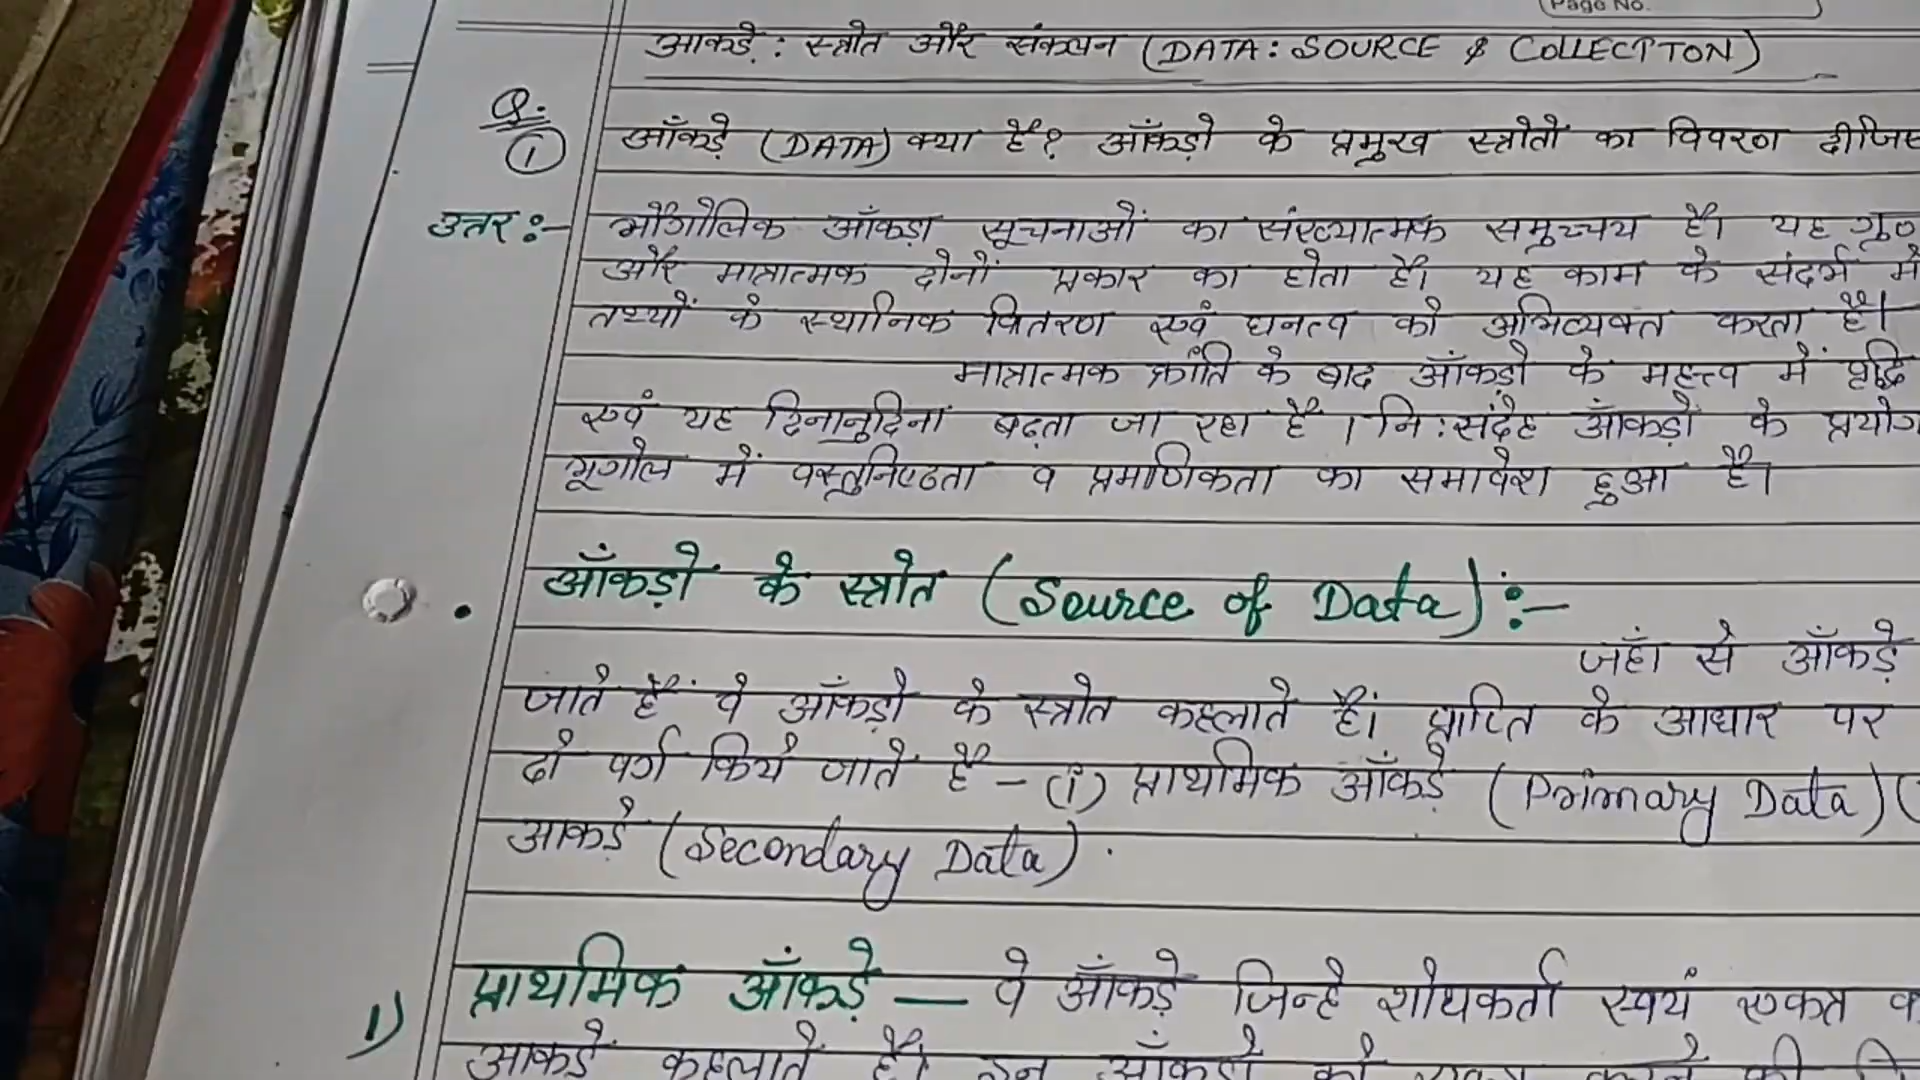 Page No.
आकड़े : स्त्रोत और संकलन (DATA: SOURCE & COLLECTTON)
Q.
① आँकड़े (DATA) क्या है? आँकड़ो के प्रमुख स्त्रोतों का विवरण दीजिए
उत्तर :- भौगोलिक आँकड़ा सूचनाओं का संख्यात्मक समुच्चय है। यह
और मात्रात्मक दोनों प्रकार का होता है। यह काम के संदर्भ में
तथ्यों के स्थानिक वितरण एवं घनत्व को अभिव्यक्त करता है।
मात्रात्मक क्रांति के बाद आँकड़ो के महत्त्व में वृद्धि
एवं यह दिनानुदिनां बढ़ता जा रहा है । नि:संदेह आँकड़ों के प्रयोग
भूगोल में वस्तुनिष्ठता व प्रमाणिकता का समावेश हुआ है।
• आँकड़ो के स्त्रोत (Source of Data) :-
जहाँ से आँकड़े
जाते हैं वे आँकड़ो के स्त्रोत कहलाते हैं। प्राप्ति के आधार पर
दो वर्ग किये जाते है - (i) प्राथमिक आँकड़े (Primary Data) (
आकड़े (Secondary Data).
1) प्राथमिक आँकड़े — वे आँकड़े जिन्हे शोधकर्ता स्वयं एकत्र
आकड़े कहलाते है। इन आँकड़ो को